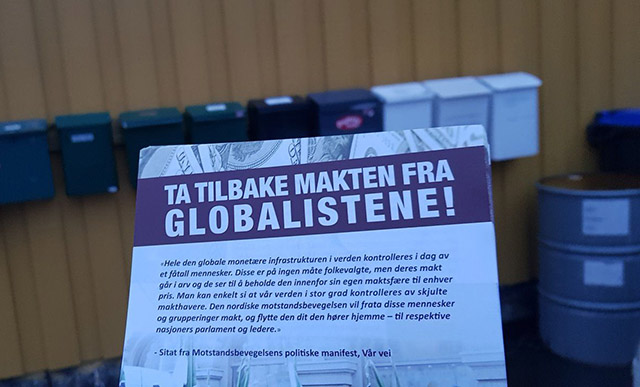 TA TILBAKE MAKTEN FRA
GLOBALISTENE!
«Hele den globale monetære infrastrukturen i verden kontrolleres i dag av
et fåtall mennesker. Disse er på ingen måte folkevalgte, men deres makt
går i arv og de ser til å beholde den innenfor sin egen maktsfære til enhver
pris. Man kan enkelt si at vår verden i stor grad kontrolleres av skjulte
makthavere. Den nordiske motstandsbevegelsen vil frata disse mennesker
og grupperinger makt, og flytte den dit den hører hjemme – til respektive
nasjoners parlament og ledere.»
- Sitat fra Motstandsbevegelsens politiske manifest, Vår vei